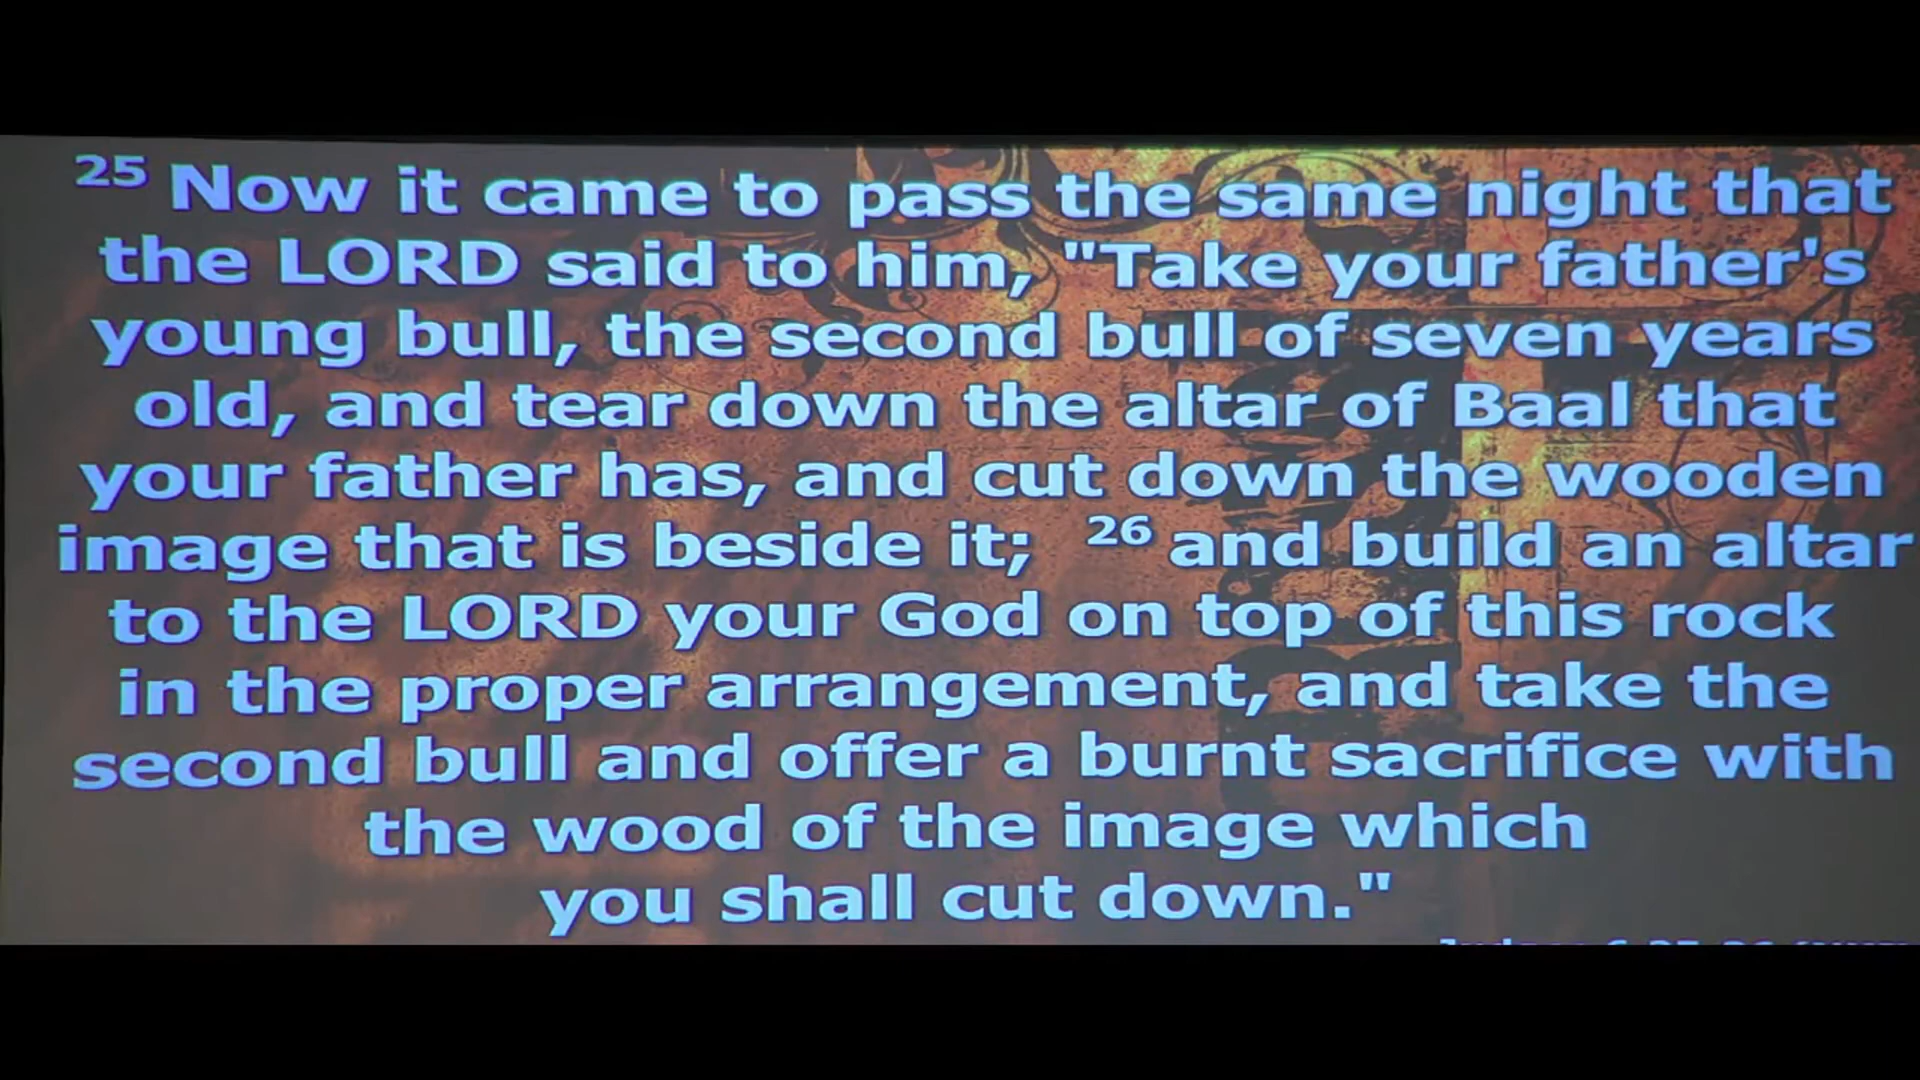 25 Now it came to pass the same night that
the LORD said to him, "Take your father's
young bull, the second bull of seven years
old, and tear down the altar of Baal that
your father has, and cut down the wooden
image that is beside it; 26 and build an altar
to the LORD your God on top of this rock
in the proper arrangement, and take the
second bull and offer a burnt sacrifice with
the wood of the image which
you shall cut down."